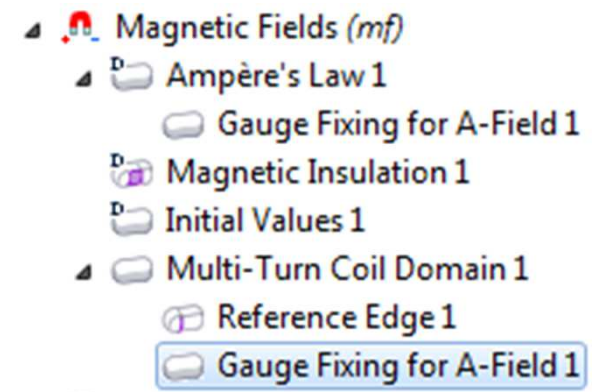 Magnetic Fields (mf)
D Ampère's Law 1
Gauge Fixing for A-Field 1
D Magnetic Insulation 1
D Initial Values 1
Multi-Turn Coil Domain 1
Reference Edge 1
Gauge Fixing for A-Field 1